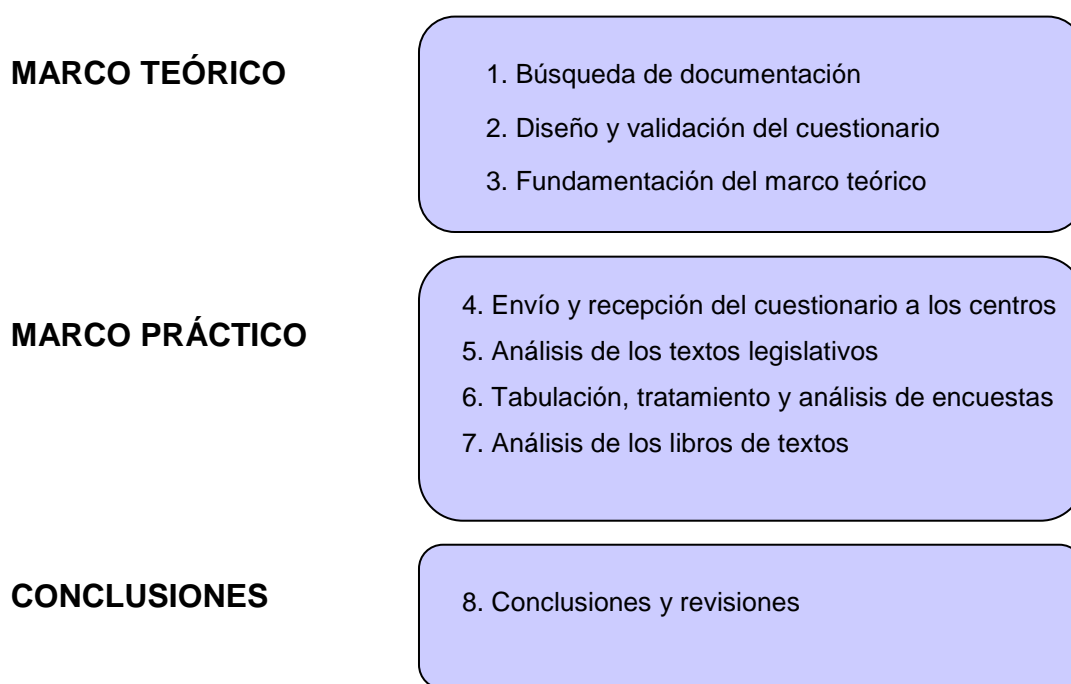 MARCO TEÓRICO
1. Búsqueda de documentación
2. Diseño y validación del cuestionario
3. Fundamentación del marco teórico
MARCO PRÁCTICO
4. Envío y recepción del cuestionario a los centros
5. Análisis de los textos legislativos
6. Tabulación, tratamiento y análisis de encuestas
7. Análisis de los libros de textos
CONCLUSIONES
8. Conclusiones y revisiones